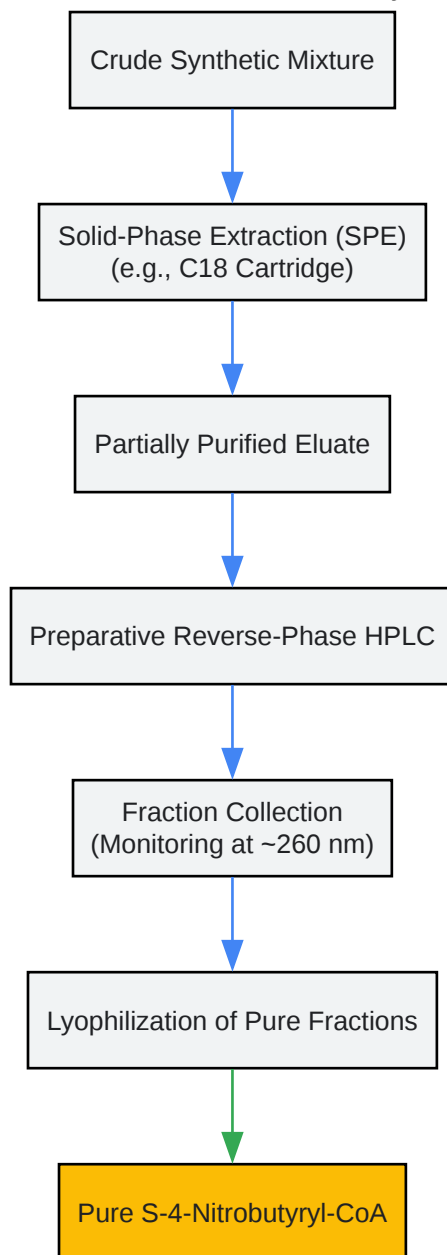 Crude Synthetic Mixture
Solid-Phase Extraction (SPE)
(e.g., C18 Cartridge)
Partially Purified Eluate
Preparative Reverse-Phase HPLC
Fraction Collection
(Monitoring at ~260 nm)
Lyophilization of Pure Fractions
Pure S-4-Nitrobutyryl-CoA